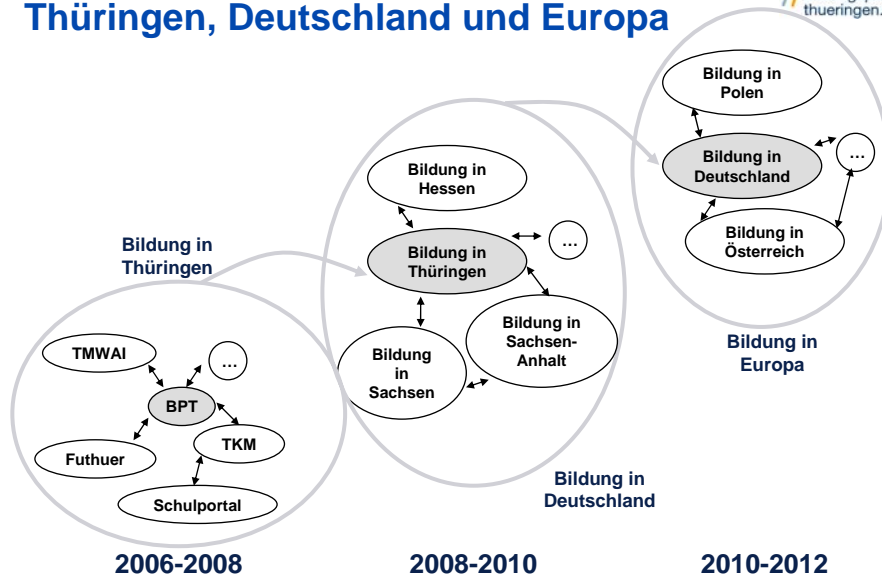 Thüringen, Deutschland und Europa
thueringen.
Bildung in
Thüringen
TMWAI
…
BPT
TKM
Futhuer
Schulportal
2006-2008
Bildung in
Hessen
Bildung in
Thüringen
…
Bildung
in
Sachsen
Bildung in
Sachsen-
Anhalt
Bildung in
Deutschland
2008-2010
Bildung in
Polen
Bildung in
Deutschland
…
Bildung in
Österreich
Bildung in
Europa
2010-2012